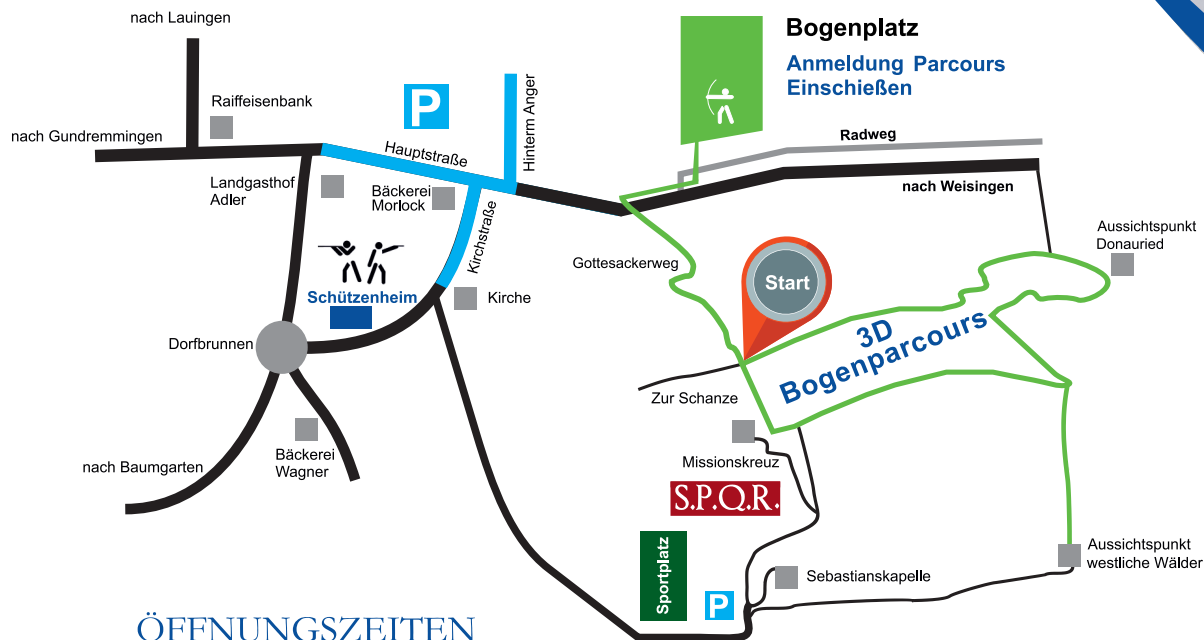 nach Lauingen
Bogenplatz
Anmeldung Parcours
Einschießen
Raiffeisenbank
P
Hinterm Anger
nach Gundremmingen
Hauptstraße
Radweg
Landgasthof
Adler
Bäckerei
Morlock
nach Weisingen
Kirchstraße
Aussichtspunkt
Donauried
Gottesackerweg
Start
Schützenheim
Kirche
3D
Bogenparcours
Dorfbrunnen
Zur Schanze
Bäckerei
Wagner
nach Baumgarten
Missionskreuz
S.P.Q.R.
Sportplatz
P
Sebastianskapelle
Aussichtspunkt
westliche Wälder
ÖFFNUNGSZEITEN